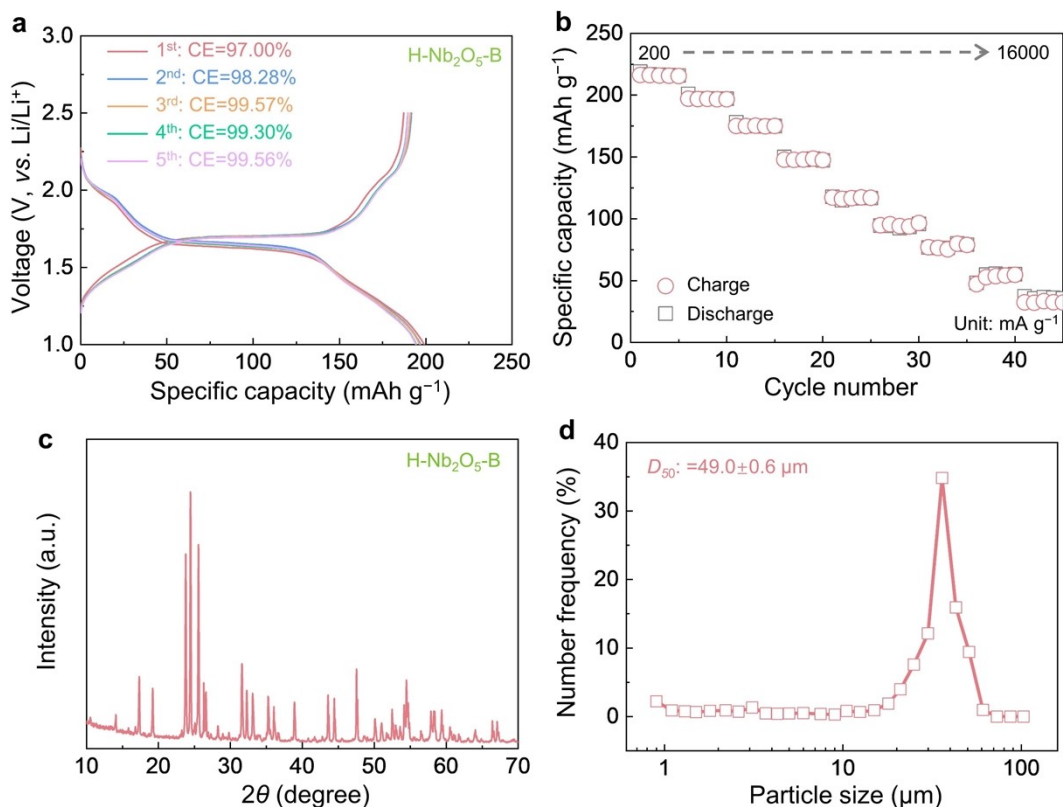 a
1st: CE=97.00%
2nd: CE=98.28%
3rd: CE=99.57%
4th: CE=99.30%
5th: CE=99.56%
H-Nb₂O₅-B
3.0
2.5
2.0
1.5
1.0
Voltage (V, vs. Li/Li⁺)
0 50 100 150 200 250
Specific capacity (mAh g⁻¹)
b
200
16000
250
200
150
100
50
0
Specific capacity (mAh g⁻¹)
Charge
Discharge
Unit: mA g⁻¹
0 10 20 30 40
Cycle number
c
H-Nb₂O₅-B
Intensity (a.u.)
10 20 30 40 50 60 70
2θ (degree)
d
D₅₀: =49.0±0.6 μm
40
30
20
10
0
Number frequency (%)
1 10 100
Particle size (μm)